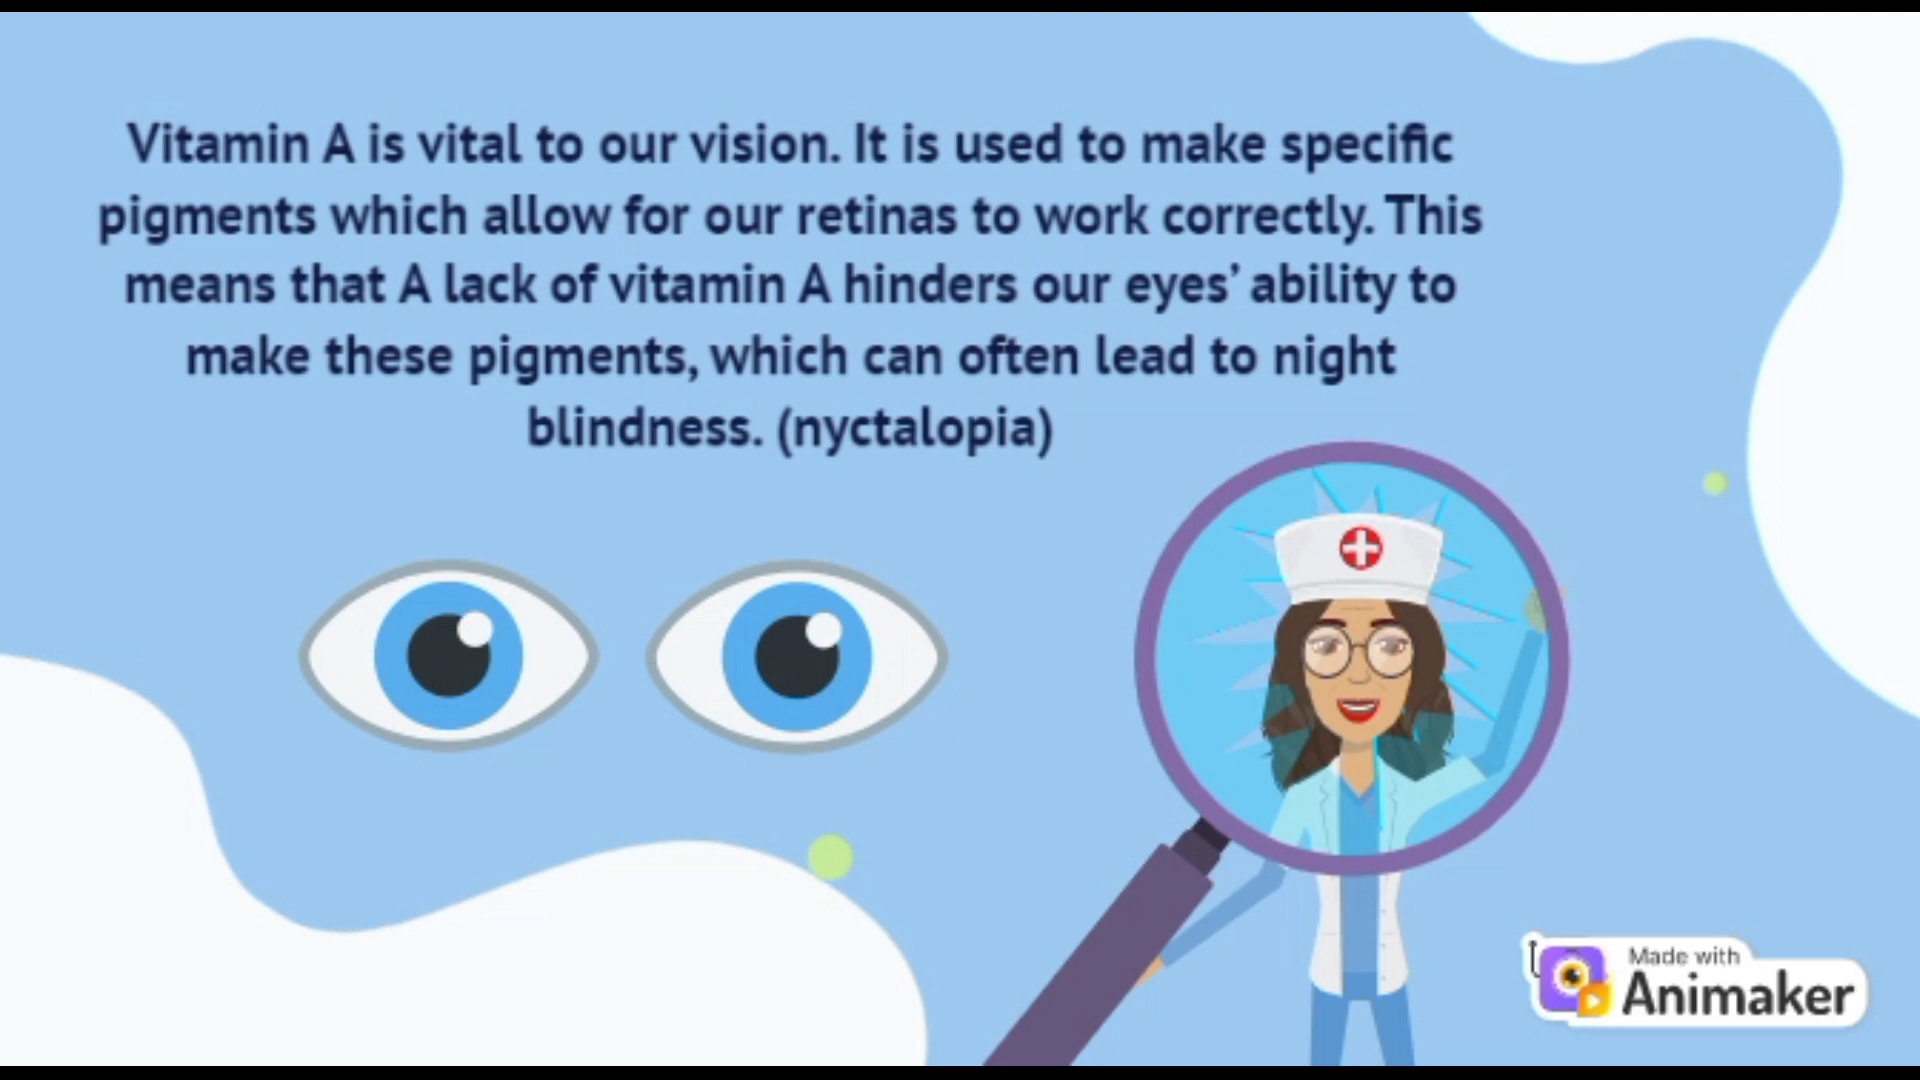 Vitamin A is vital to our vision. It is used to make specific
pigments which allow for our retinas to work correctly. This
means that A lack of vitamin A hinders our eyes’ ability to
make these pigments, which can often lead to night
blindness. (nyctalopia)
Made with
Animaker